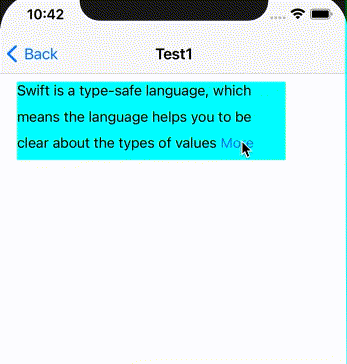 10:42
Back
Test1
Swift is a type-safe language, which
means the language helps you to be
clear about the types of values More